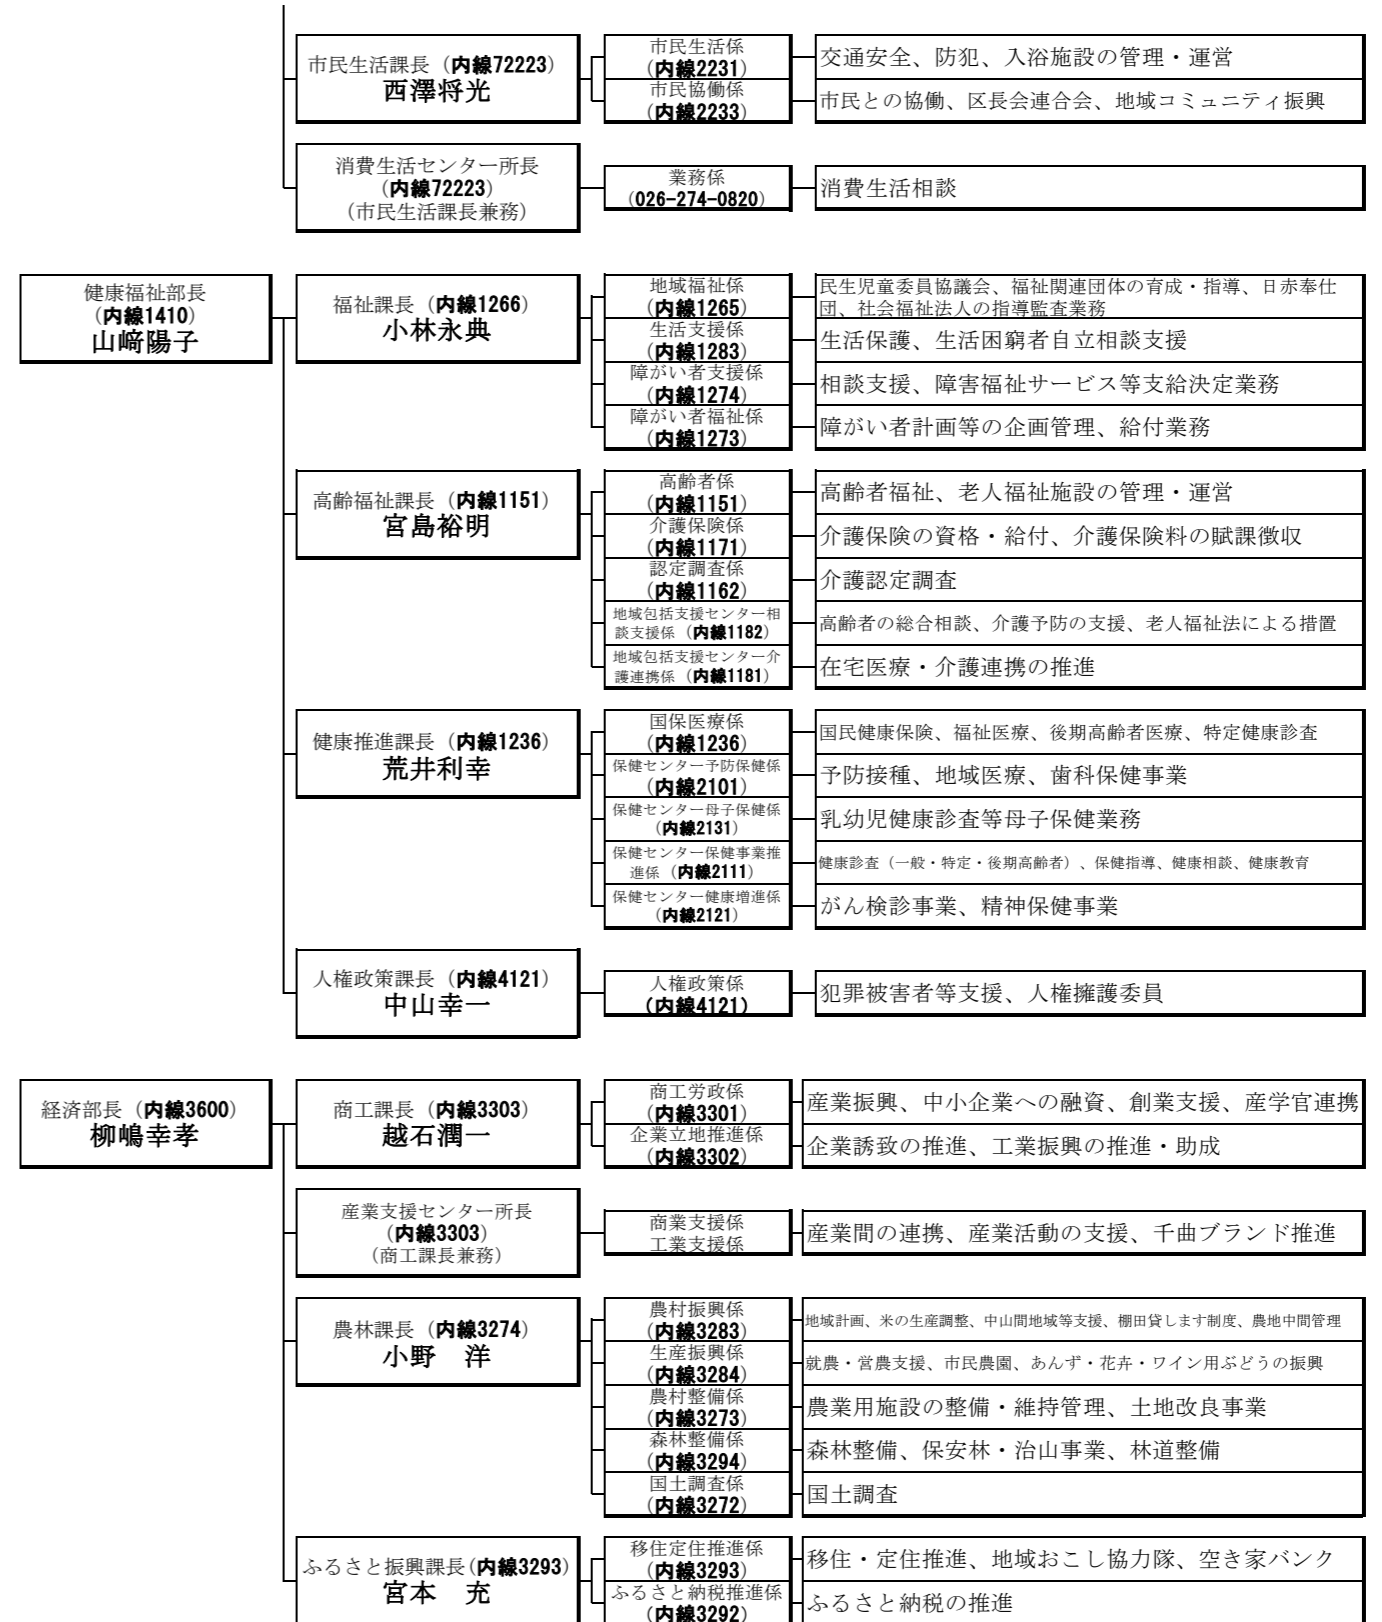 市民生活課長（内線72223）
西澤将光
市民生活係
（内線2231）
交通安全、防犯、入浴施設の管理・運営
市民協働係
（内線2233）
市民との協働、区長会連合会、地域コミュニティ振興
消費生活センター所長
（内線72223）
（市民生活課長兼務）
業務係
（026-274-0820）
消費生活相談
健康福祉部長
（内線1410）
山﨑陽子
福祉課長（内線1266）
小林永典
地域福祉係
（内線1265）
民生児童委員協議会、福祉関連団体の育成・指導、日赤奉仕
団、社会福祉法人の指導監査業務
生活支援係
（内線1283）
生活保護、生活困窮者自立相談支援
障がい者支援係
（内線1274）
相談支援、障害福祉サービス等支給決定業務
障がい者福祉係
（内線1273）
障がい者計画等の企画管理、給付業務
高齢福祉課長（内線1151）
宮島裕明
高齢者係
（内線1151）
高齢者福祉、老人福祉施設の管理・運営
介護保険係
（内線1171）
介護保険の資格・給付、介護保険料の賦課徴収
認定調査係
（内線1162）
介護認定調査
地域包括支援センター相
談支援係（内線1182）
高齢者の総合相談、介護予防の支援、老人福祉法による措置
地域包括支援センター介
護連携係（内線1181）
在宅医療・介護連携の推進
健康推進課長（内線1236）
荒井利幸
国保医療係
（内線1236）
国民健康保険、福祉医療、後期高齢者医療、特定健康診査
保健センター予防保健係
（内線2101）
予防接種、地域医療、歯科保健事業
保健センター母子保健係
（内線2131）
乳幼児健康診査等母子保健業務
保健センター保健事業推
進係（内線2111）
健康診査（一般・特定・後期高齢者）、保健指導、健康相談、健康教育
保健センター健康増進係
（内線2121）
がん検診事業、精神保健事業
人権政策課長（内線4121）
中山幸一
人権政策係
（内線4121）
犯罪被害者等支援、人権擁護委員
経済部長（内線3600）
柳嶋幸孝
商工課長（内線3303）
越石潤一
商工労政係
（内線3301）
産業振興、中小企業への融資、創業支援、産学官連携
企業立地推進係
（内線3302）
企業誘致の推進、工業振興の推進・助成
産業支援センター所長
（内線3303）
（商工課長兼務）
商業支援係
工業支援係
産業間の連携、産業活動の支援、千曲ブランド推進
農林課長（内線3274）
小野　洋
農村振興係
（内線3283）
地域計画、米の生産調整、中山間地域等支援、棚田貸します制度、農地中間管理
生産振興係
（内線3284）
就農・営農支援、市民農園、あんず・花卉・ワイン用ぶどうの振興
農村整備係
（内線3273）
農業用施設の整備・維持管理、土地改良事業
森林整備係
（内線3294）
森林整備、保安林・治山事業、林道整備
国土調査係
（内線3272）
国土調査
ふるさと振興課長（内線3293）
宮本　充
移住定住推進係
（内線3293）
移住・定住推進、地域おこし協力隊、空き家バンク
ふるさと納税推進係
（内線3292）
ふるさと納税の推進